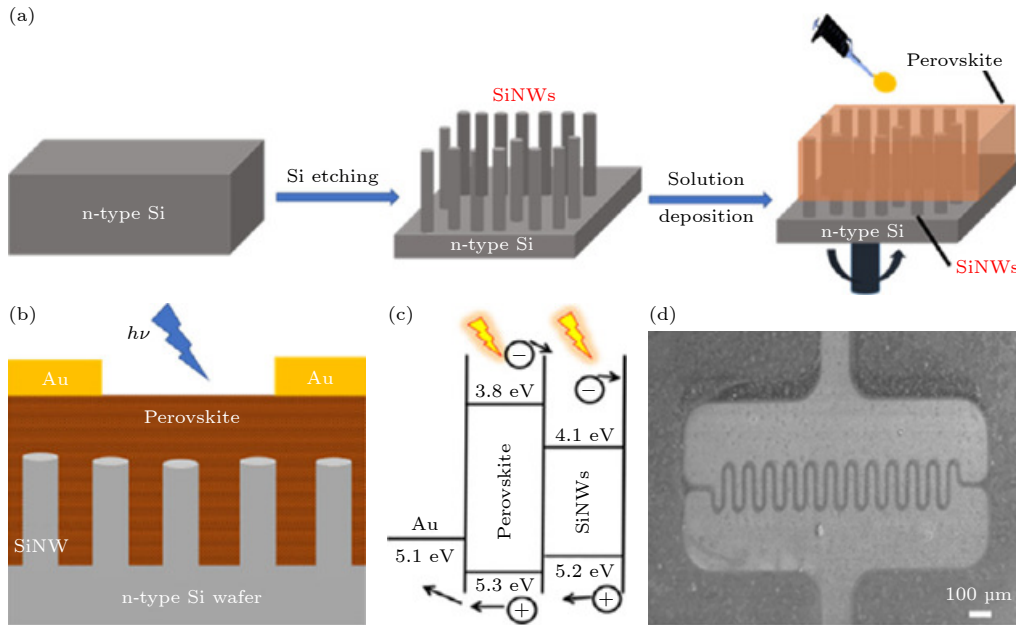 (a)
SiNWs
Perovskite
n-type Si
Si etching
n-type Si
Solution
deposition
n-type Si
SiNWs
(b)
hν
Au
Au
Perovskite
SiNW
n-type Si wafer
(c)
−
−
3.8 eV
4.1 eV
Perovskite
SiNWs
Au
5.1 eV
5.3 eV
5.2 eV
+
+
(d)
100 μm